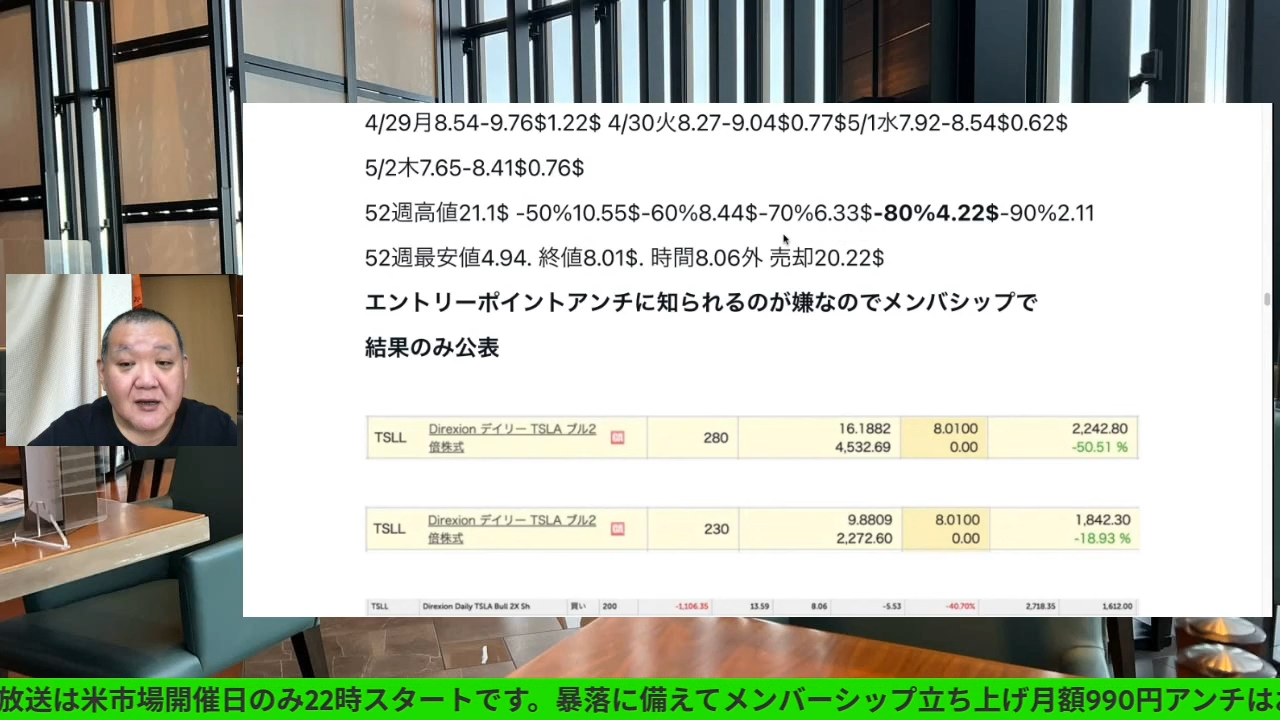 4/29月8.54-9.76$1.22$ 4/30火8.27-9.04$0.77$5/1水7.92-8.54$0.62$
5/2木7.65-8.41$0.76$
52週高値21.1$ -50%10.55$-60%8.44$-70%6.33$-80%4.22$-90%2.11
52週最安値4.94. 終値8.01$. 時間8.06外 売却20.22$
エントリーポイントアンチに知られるのが嫌なのでメンバシップで
結果のみ公表
TSLL Direxion デイリー TSLA ブル2倍株式 280 16.1882 8.0100 2,242.80
4,532.69 0.00 -50.51 %
TSLL Direxion デイリー TSLA ブル2倍株式 230 9.8809 8.0100 1,842.30
2,272.60 0.00 -18.93 %
TSLL Direxion Daily TSLA Bull 2X Sh 買い 200 -1,106.35 13.59 8.06 -5.53 -40.70% 2,718.35 1,612.00
放送は米市場開催日のみ22時スタートです。暴落に備えてメンバーシップ立ち上げ月額990円アンチは